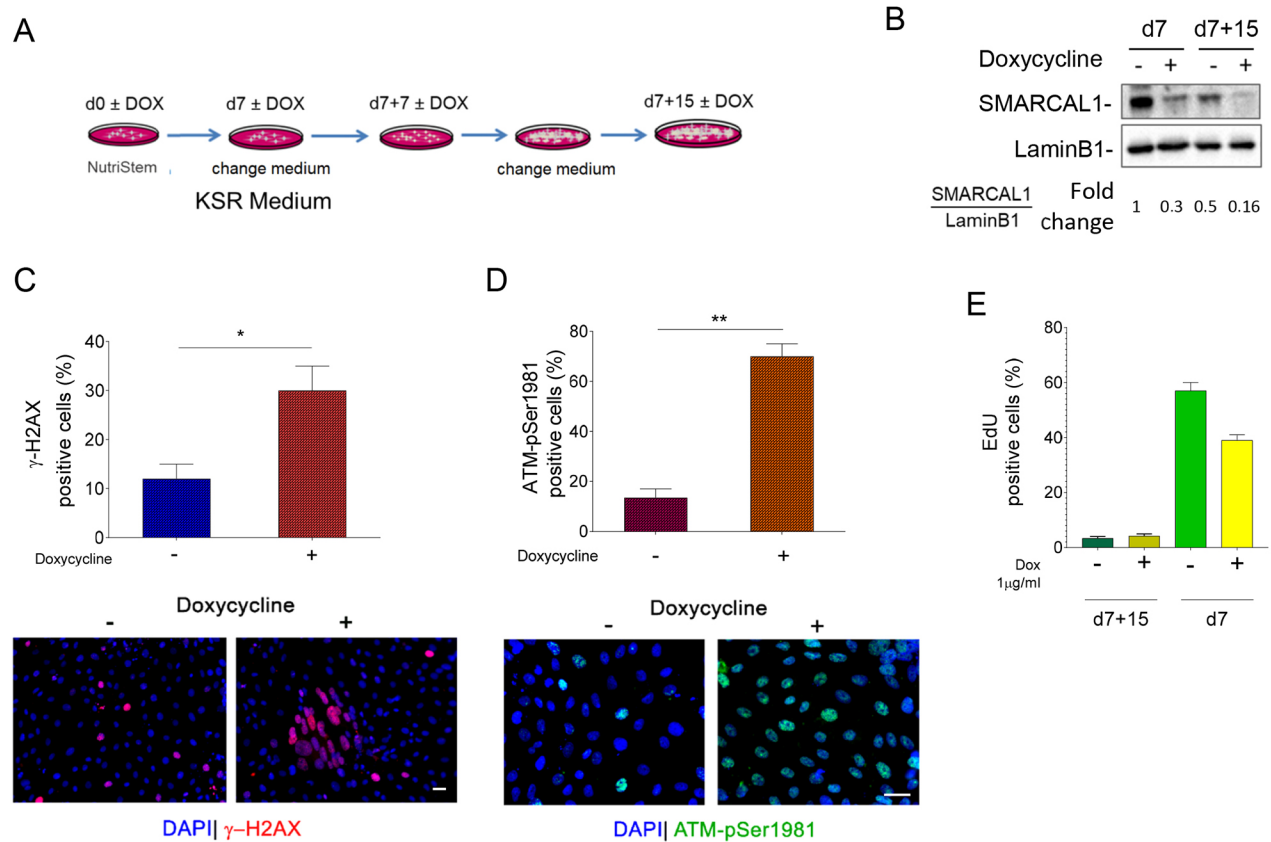 A
d0 ± DOX
d7 ± DOX
d7+7 ± DOX
d7+15 ± DOX
NutriStem
change medium
change medium
KSR Medium
B
d7 d7+15
Doxycycline - + - +
SMARCAL1-
LaminB1-
SMARCAL1
LaminB1
Fold
change
1 0.3 0.5 0.16
C
γ-H2AX
positive cells (%)
40
30
20
10
0
*
Doxycycline - +
Doxycycline
- +
DAPI| γ–H2AX
D
ATM-pSer1981
positive cells (%)
80
60
40
20
0
**
Doxycycline - +
Doxycycline
- +
DAPI| ATM-pSer1981
E
EdU
positive cells (%)
80
60
40
20
0
Dox - + - +
1µg/ml
d7+15 d7